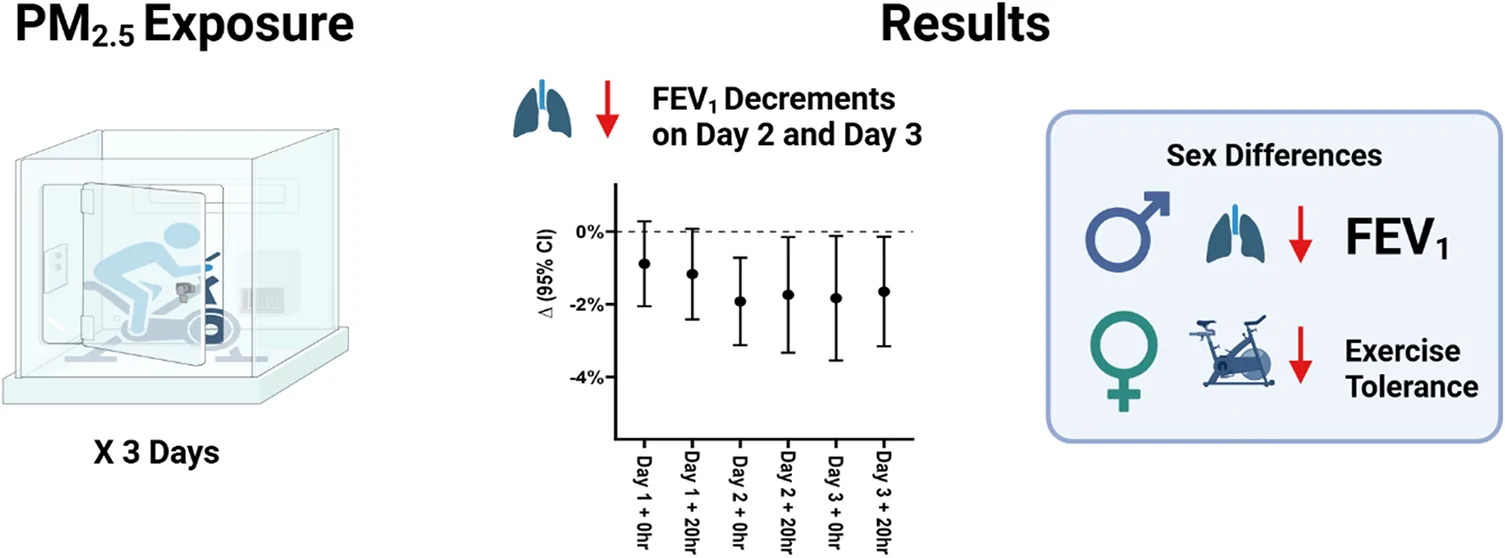 PM₂.₅ Exposure
X 3 Days
Results
FEV₁ Decrements
on Day 2 and Day 3
Δ (95% CI)
0%
-2%
-4%
Day 1 + 0hr
Day 1 + 20hr
Day 2 + 0hr
Day 2 + 20hr
Day 3 + 0hr
Day 3 + 20hr
Sex Differences
FEV₁
Exercise
Tolerance